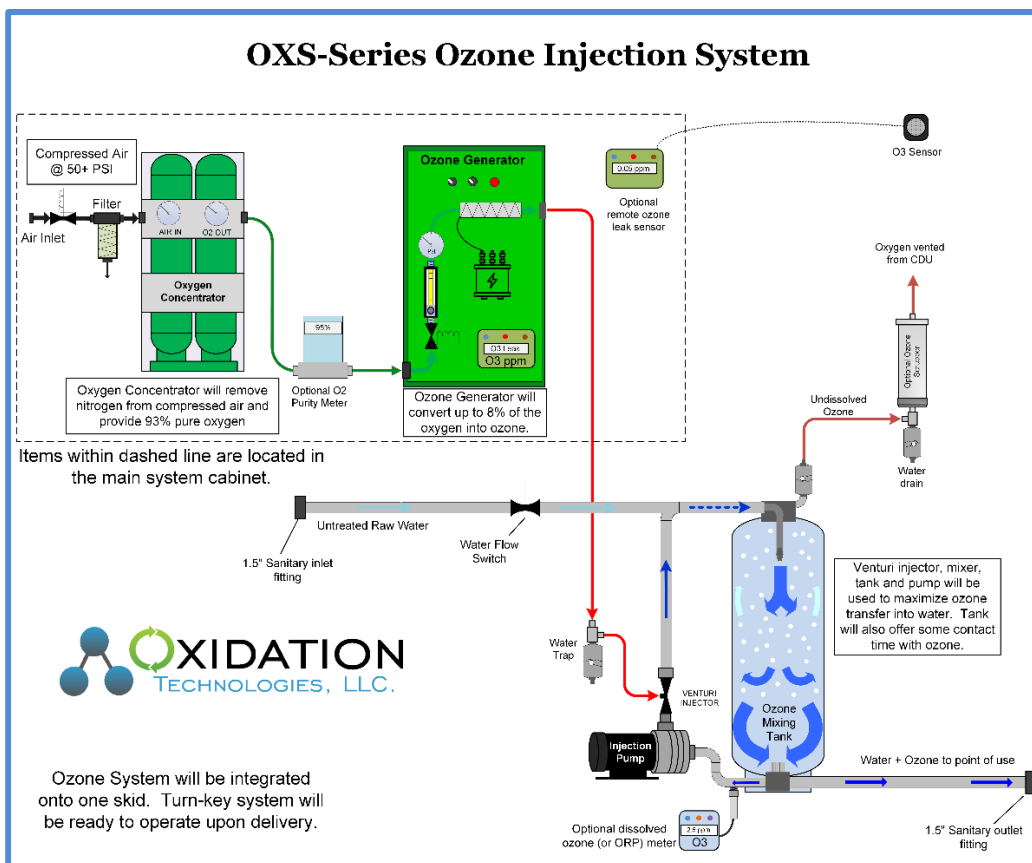 OXS-Series Ozone Injection System
Compressed Air
@ 50+ PSI
Filter
Air Inlet
AIR IN
O2 OUT
Oxygen
Concentrator
Oxygen Concentrator will remove
nitrogen from compressed air and
provide 93% pure oxygen
95%
Optional O2
Purity Meter
Ozone Generator
PSI
O3 Leak
O3 ppm
Ozone Generator will
convert up to 8% of the
oxygen into ozone.
0.05 ppm
Optional
remote ozone
leak sensor
O3 Sensor
Oxygen vented
from CDU
Optional Ozone
Scrubber
Undissolved
Ozone
Water
drain
Items within dashed line are located in
the main system cabinet.
Untreated Raw Water
1.5" Sanitary inlet
fitting
Water Flow
Switch
Venturi injector, mixer,
tank and pump will be
used to maximize ozone
transfer into water. Tank
will also offer some contact
time with ozone.
Water
Trap
VENTURI
INJECTOR
Injection
Pump
Ozone
Mixing
Tank
OXIDATION
TECHNOLOGIES, LLC.
Water + Ozone to point of use
Ozone System will be integrated
onto one skid. Turn-key system will
be ready to operate upon delivery.
Optional dissolved
ozone (or ORP) meter
2.5 ppm
O3
1.5" Sanitary outlet
fitting